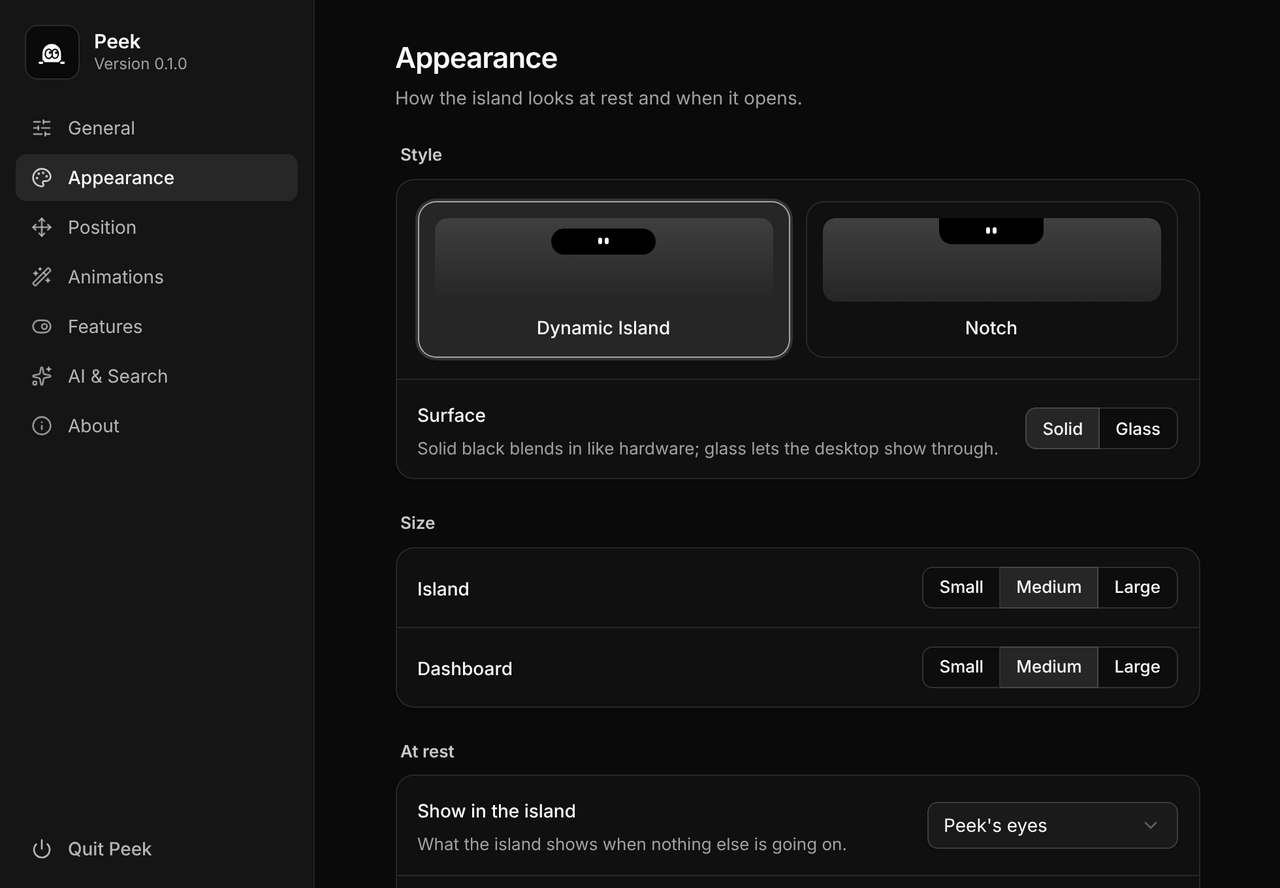 Peek
Version 0.1.0
General
Appearance
Position
Animations
Features
AI & Search
About
Quit Peek
Appearance
How the island looks at rest and when it opens.
Style
Dynamic Island
Notch
Surface
Solid black blends in like hardware; glass lets the desktop show through.
Solid
Glass
Size
Island
Small
Medium
Large
Dashboard
Small
Medium
Large
At rest
Show in the island
What the island shows when nothing else is going on.
Peek's eyes